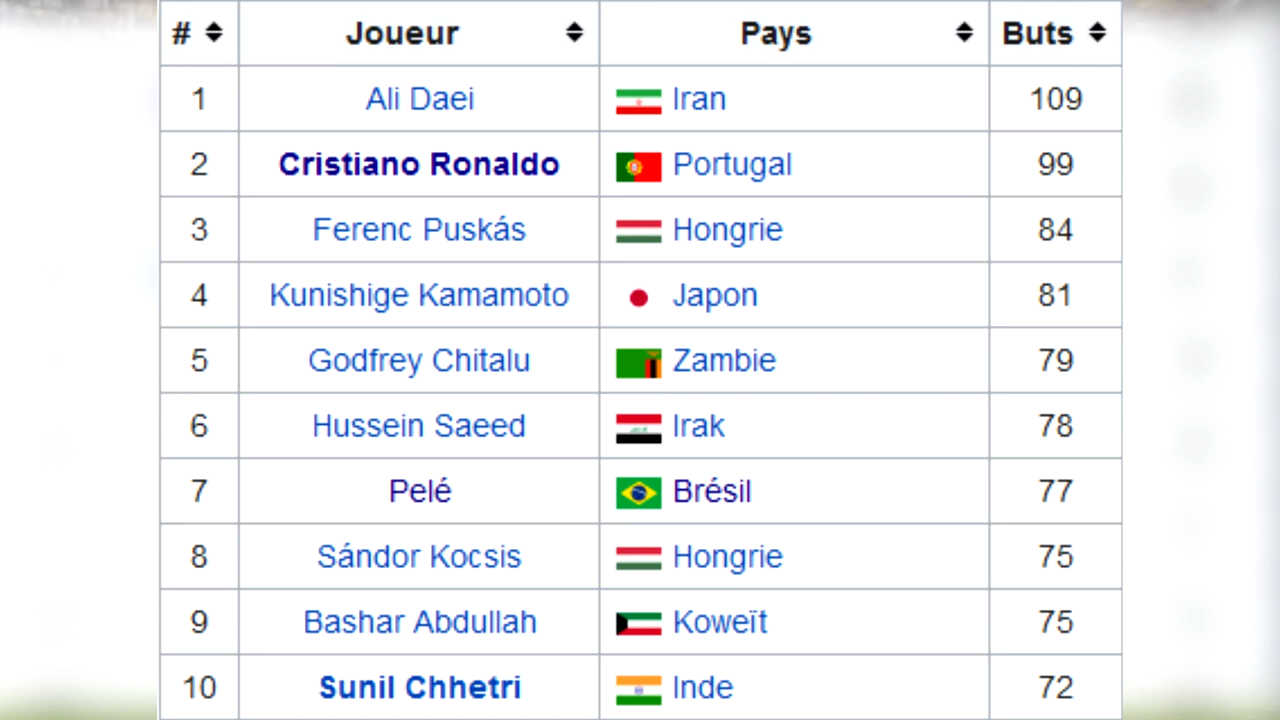 # Joueur Pays Buts
1 Ali Daei Iran 109
2 Cristiano Ronaldo Portugal 99
3 Ferenc Puskás Hongrie 84
4 Kunishige Kamamoto Japon 81
5 Godfrey Chitalu Zambie 79
6 Hussein Saeed Irak 78
7 Pelé Brésil 77
8 Sándor Kocsis Hongrie 75
9 Bashar Abdullah Koweït 75
10 Sunil Chhetri Inde 72